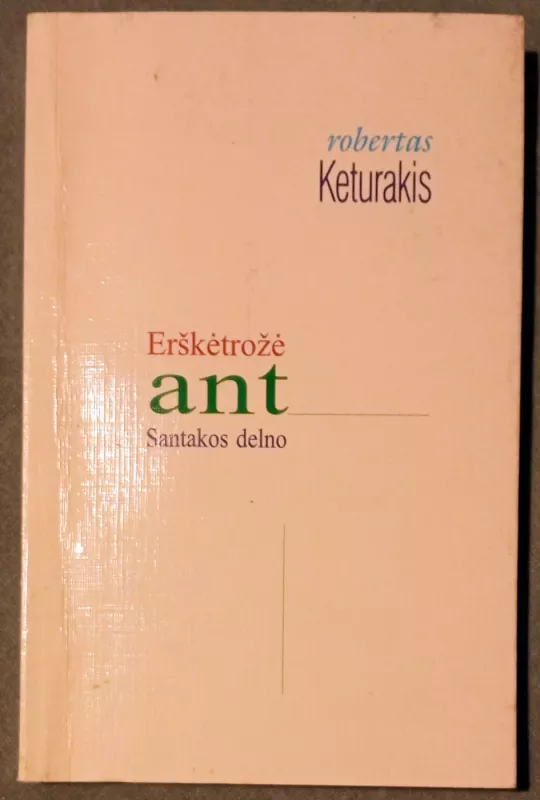 robertas
Keturakis
Erškėtrožė
ant
Santakos delno